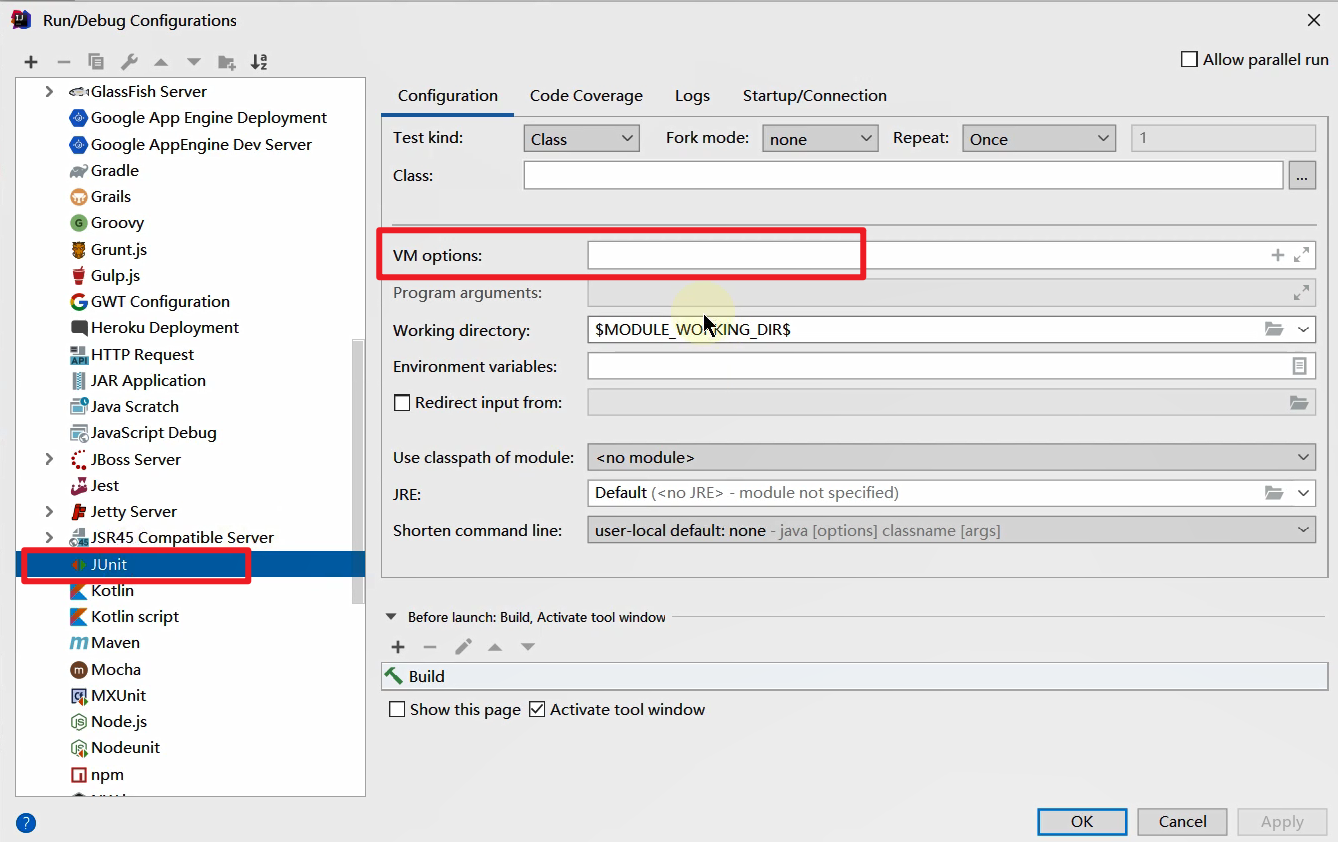 Run/Debug Configurations
Allow parallel run
GlassFish Server
Google App Engine Deployment
Google AppEngine Dev Server
Gradle
Grails
Groovy
Grunt.js
Gulp.js
GWT Configuration
Heroku Deployment
HTTP Request
JAR Application
Java Scratch
JavaScript Debug
JBoss Server
Jest
Jetty Server
JSR45 Compatible Server
JUnit
Kotlin
Kotlin script
Maven
Mocha
MXUnit
Node.js
Nodeunit
npm
Configuration Code Coverage Logs Startup/Connection
Test kind: Class Fork mode: none Repeat: Once 1
Class: ...
VM options:
Program arguments:
Working directory: $MODULE_WORKING_DIR$
Environment variables:
Redirect input from:
Use classpath of module: <no module>
JRE: Default (<no JRE> - module not specified)
Shorten command line: user-local default: none - java [options] classname [args]
Before launch: Build, Activate tool window
Build
Show this page Activate tool window
? OK Cancel Apply